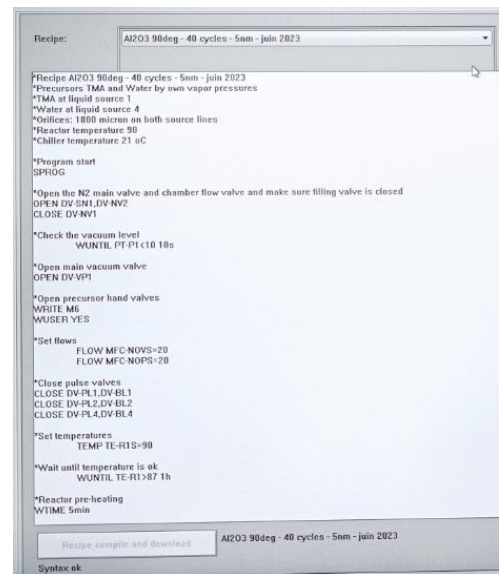 Recipe:
Al2O3 90deg - 40 cycles - 5nm - juin 2023
*Recipe Al2O3 90deg - 40 cycles - 5nm - juin 2023
*Precursors TMA and Water by own vapor pressures
*TMA at liquid source 1
*Water at liquid source 4
*Orifices: 1000 micron on both source lines
*Reactor temperature 90
*Chiller temperature 21 oC
*Program start
SPROG
*Open the N2 main valve and chamber flow valve and make sure filling valve is closed
OPEN DV-SN1,DV-NV2
CLOSE DV-NV1
*Check the vacuum level
WUNTIL PT-P1<10 10s
*Open main vacuum valve
OPEN DV-VP1
*Open precursor hand valves
WRITE M6
WUSER YES
*Set flows
FLOW MFC-NOVS=20
FLOW MFC-NOPS=20
*Close pulse valves
CLOSE DV-PL1,DV-BL1
CLOSE DV-PL2,DV-BL2
CLOSE DV-PL4,DV-BL4
*Set temperatures
TEMP TE-R1S=90
*Wait until temperature is ok
WUNTIL TE-R1>87 1h
*Reactor pre-heating
WTIME 5min
Recipe compile and download
Al2O3 90deg - 40 cycles - 5nm - juin 2023
Syntax ok